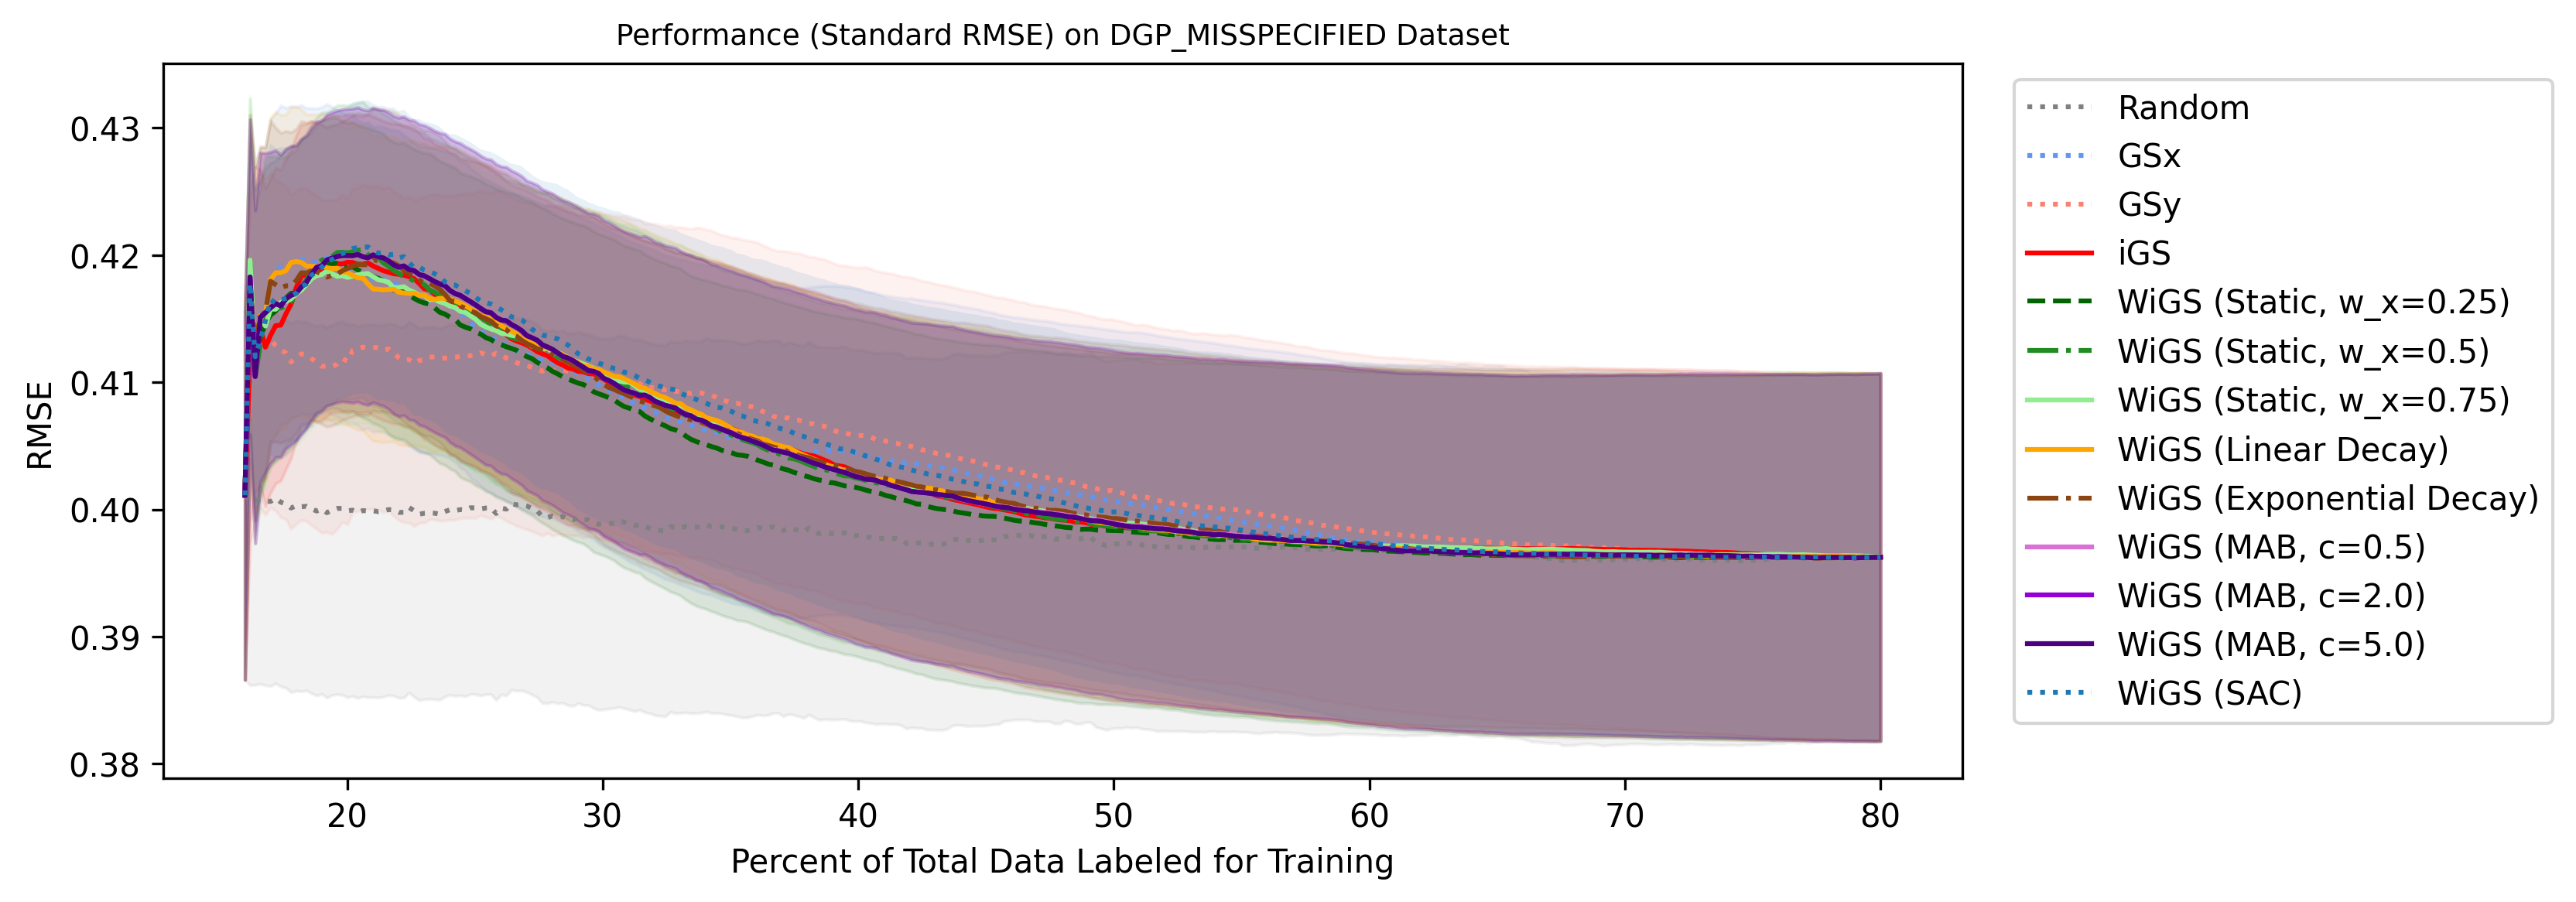 Performance (Standard RMSE) on DGP_MISSPECIFIED Dataset
RMSE
0.43
0.42
0.41
0.40
0.39
0.38
20 30 40 50 60 70 80
Percent of Total Data Labeled for Training
Random
GSx
GSy
iGS
WiGS (Static, w_x=0.25)
WiGS (Static, w_x=0.5)
WiGS (Static, w_x=0.75)
WiGS (Linear Decay)
WiGS (Exponential Decay)
WiGS (MAB, c=0.5)
WiGS (MAB, c=2.0)
WiGS (MAB, c=5.0)
WiGS (SAC)